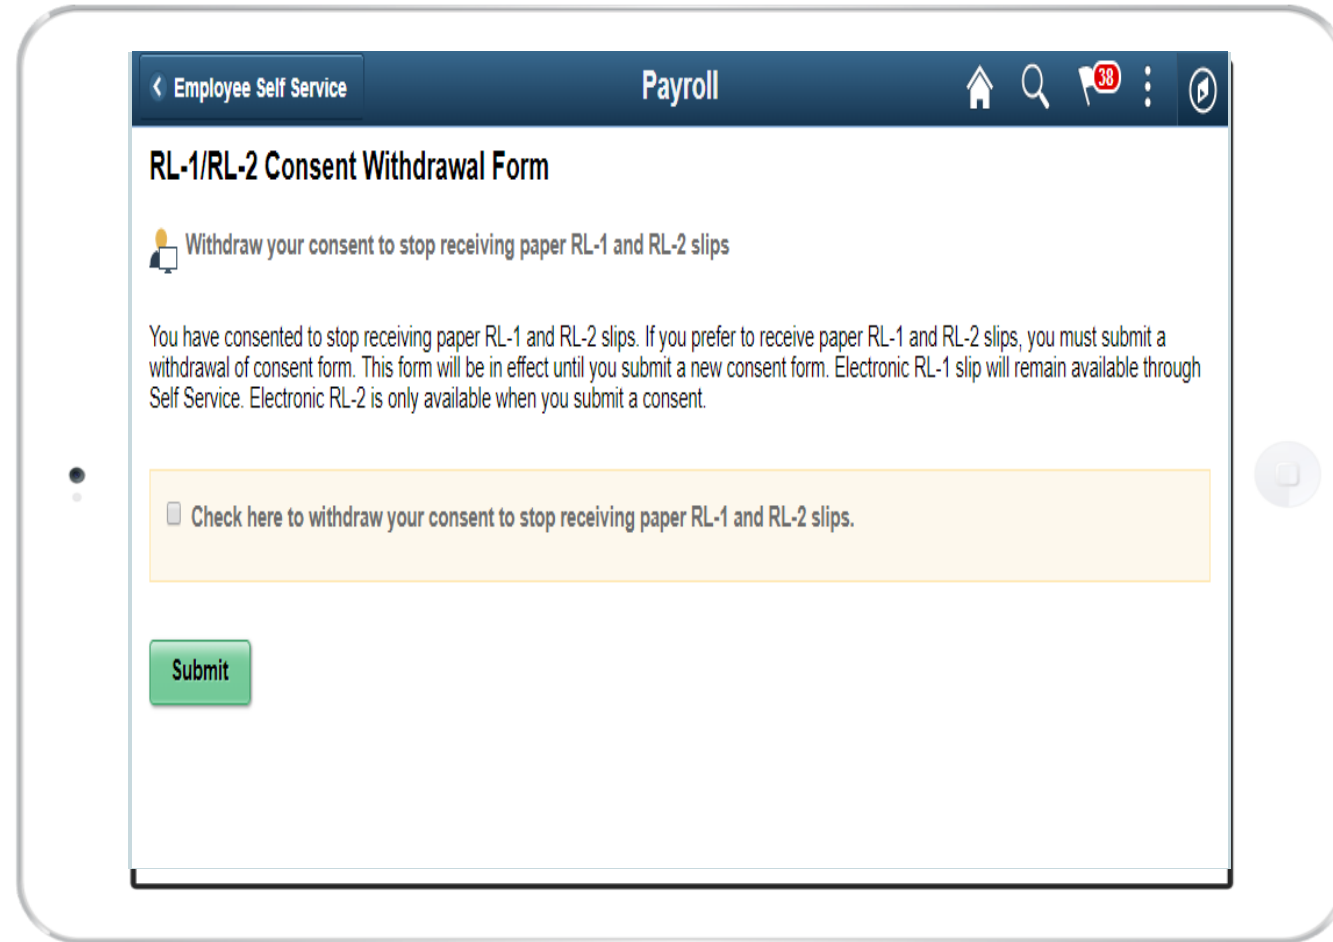 Employee Self Service
Payroll
38
RL-1/RL-2 Consent Withdrawal Form
Withdraw your consent to stop receiving paper RL-1 and RL-2 slips
You have consented to stop receiving paper RL-1 and RL-2 slips. If you prefer to receive paper RL-1 and RL-2 slips, you must submit a
withdrawal of consent form. This form will be in effect until you submit a new consent form. Electronic RL-1 slip will remain available through
Self Service. Electronic RL-2 is only available when you submit a consent.
Check here to withdraw your consent to stop receiving paper RL-1 and RL-2 slips.
Submit